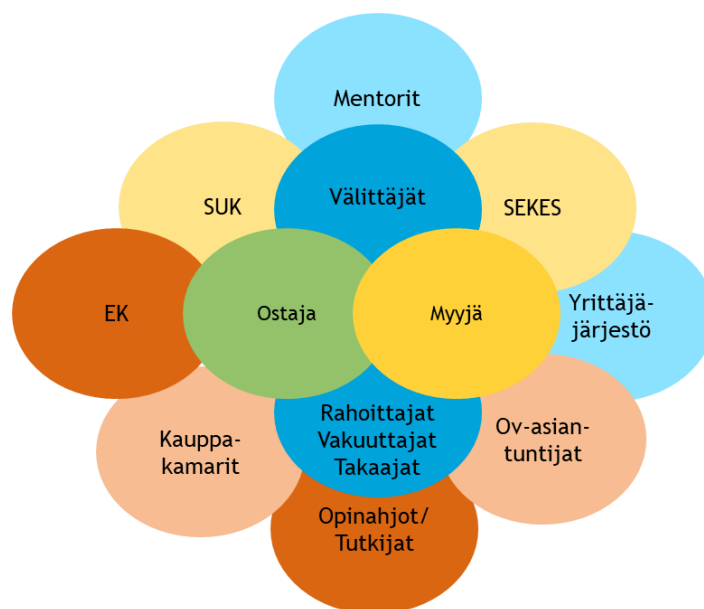 Mentorit
Välittäjät
SUK
SEKES
EK
Ostaja
Myyjä
Yrittäjä-
järjestö
Kauppa-
kamarit
Rahoittajat
Vakuuttajat
Takaajat
Ov-asian-
tuntijat
Opinahjot/
Tutkijat